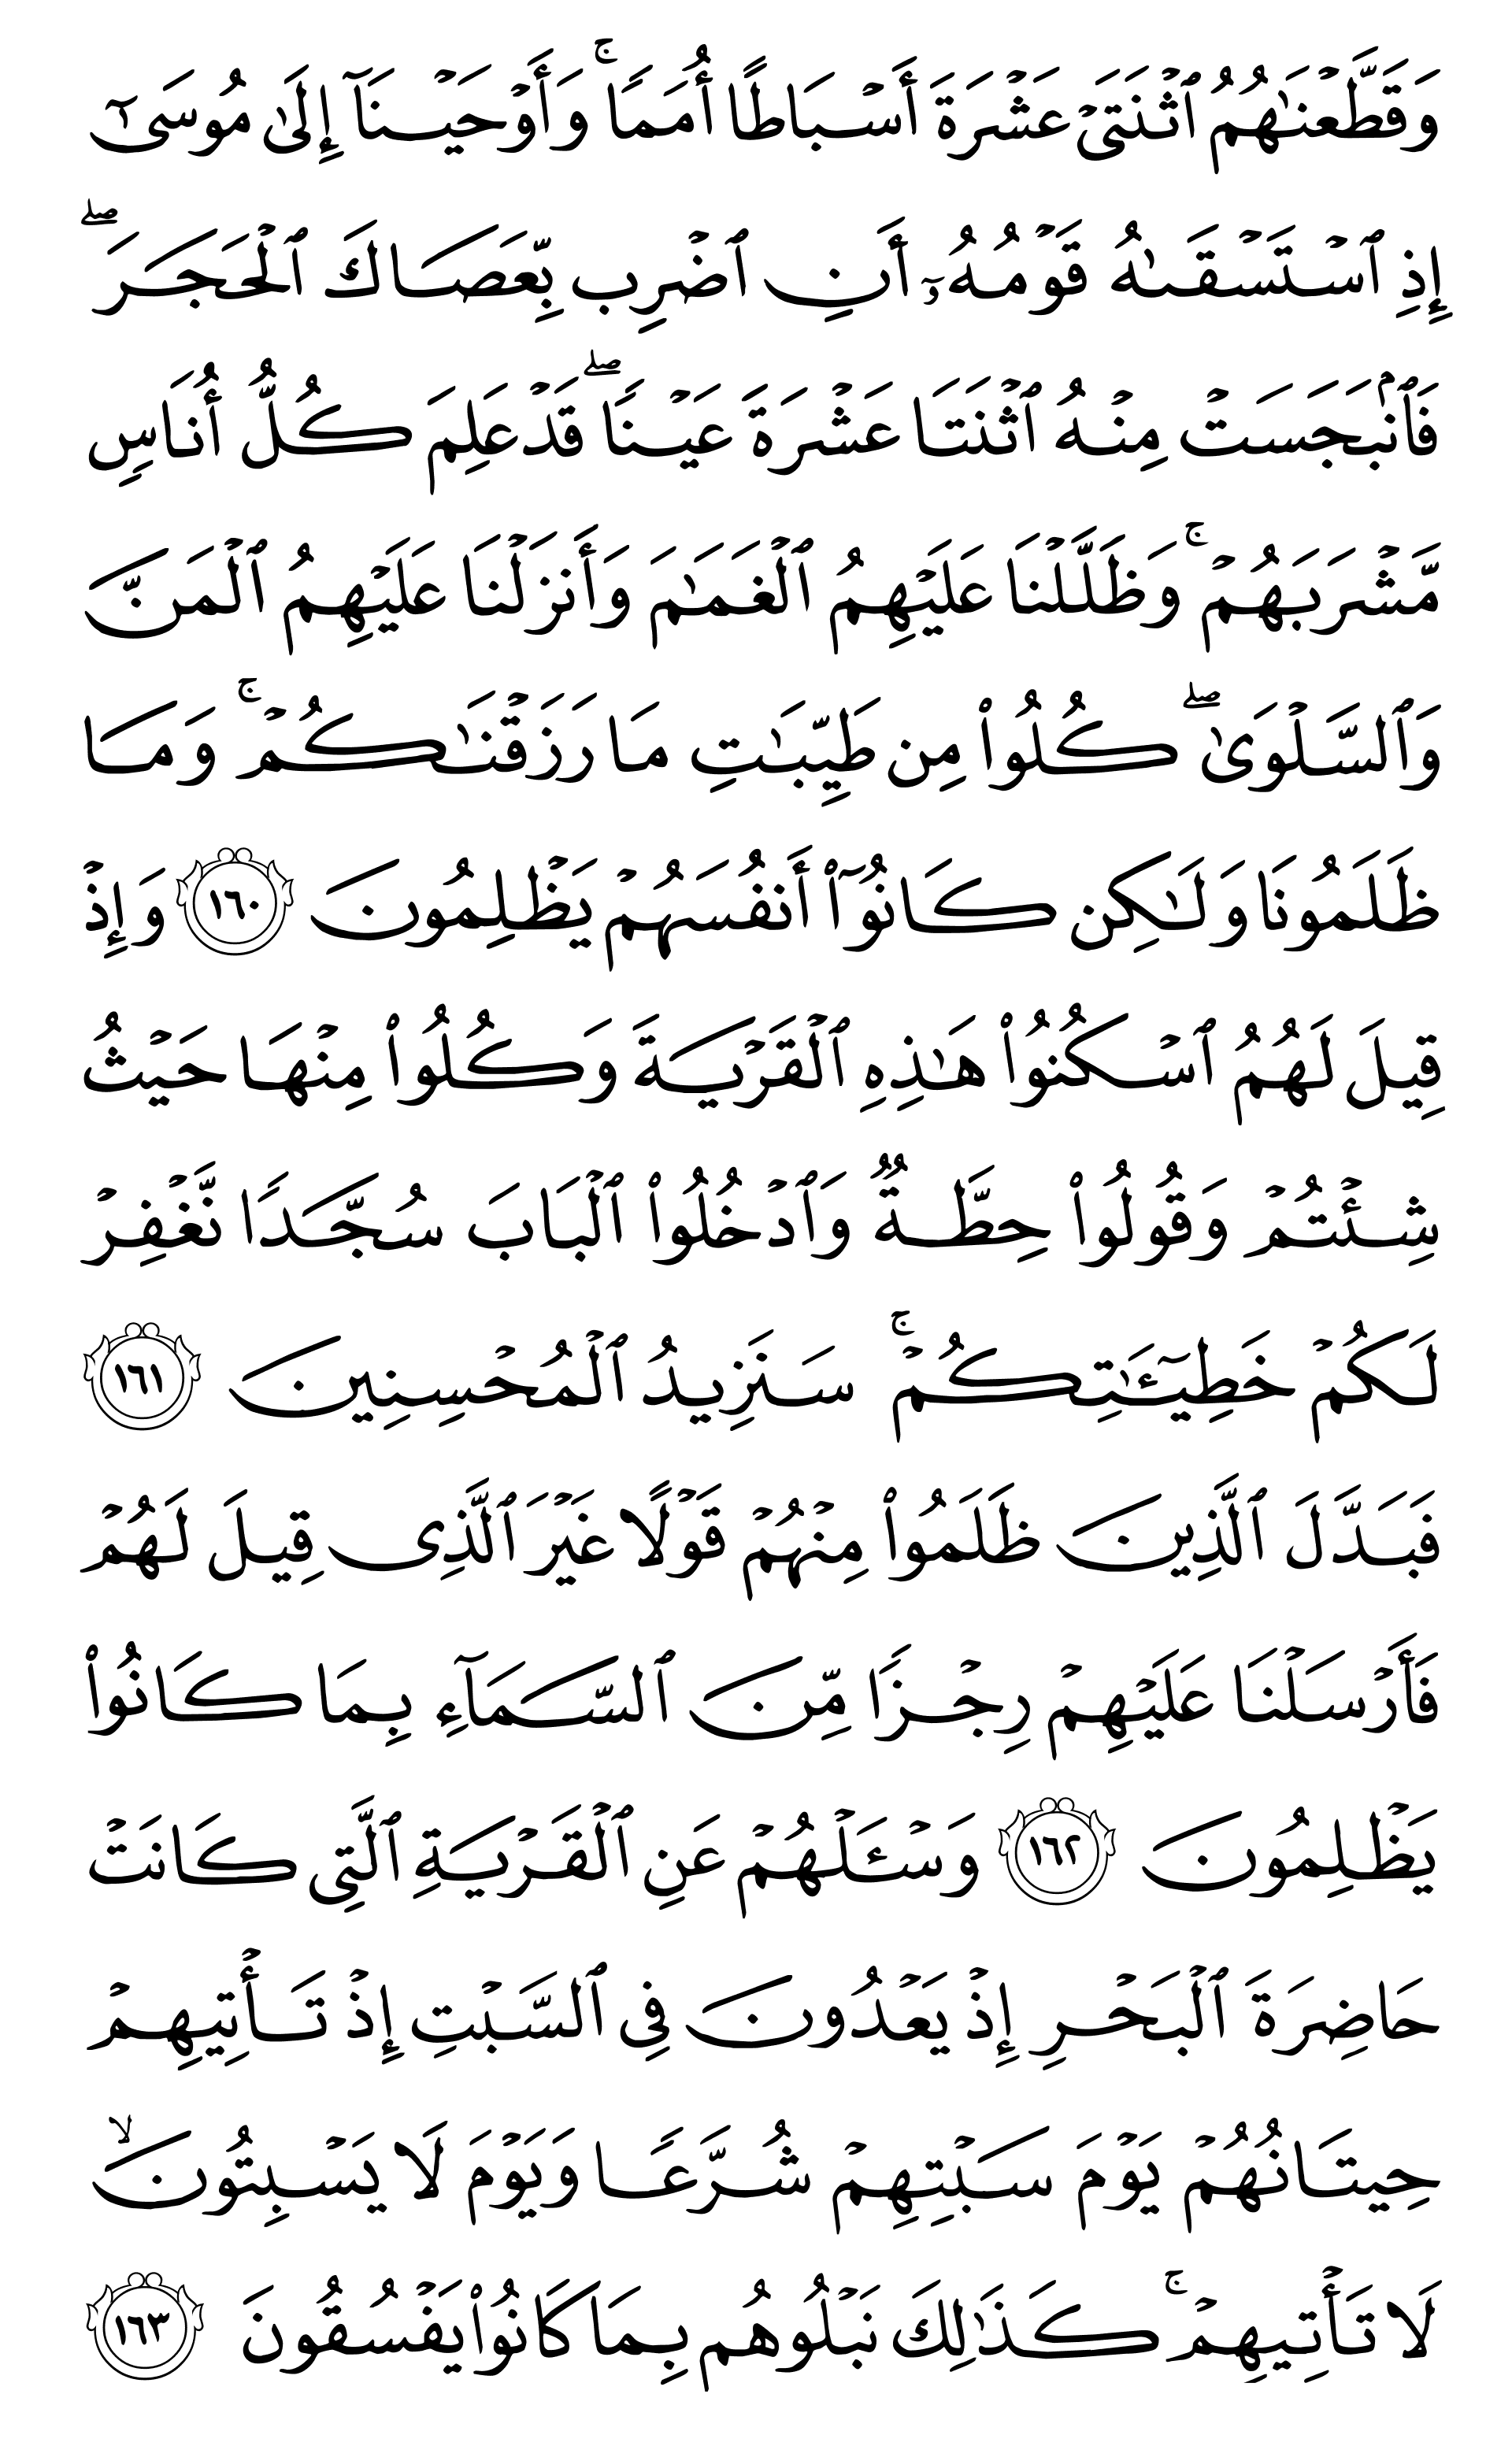 وَقَطَّعْنَٰهُمُ ٱثْنَتَىْ عَشْرَةَ أَسْبَاطًا أُمَمًا ۚ وَأَوْحَيْنَآ إِلَىٰ مُوسَىٰٓ
إِذِ ٱسْتَسْقَىٰهُ قَوْمُهُۥٓ أَنِ ٱضْرِب بِّعَصَاكَ ٱلْحَجَرَ ۖ
فَٱنۢبَجَسَتْ مِنْهُ ٱثْنَتَا عَشْرَةَ عَيْنًا ۖ قَدْ عَلِمَ كُلُّ أُنَاسٍ
مَّشْرَبَهُمْ ۚ وَظَلَّلْنَا عَلَيْهِمُ ٱلْغَمَٰمَ وَأَنزَلْنَا عَلَيْهِمُ ٱلْمَنَّ
وَٱلسَّلْوَىٰ ۖ كُلُوا۟ مِن طَيِّبَٰتِ مَا رَزَقْنَٰكُمْ ۚ وَمَا
ظَلَمُونَا وَلَٰكِن كَانُوٓا۟ أَنفُسَهُمْ يَظْلِمُونَ ١٦٠ وَإِذْ
قِيلَ لَهُمُ ٱسْكُنُوا۟ هَٰذِهِ ٱلْقَرْيَةَ وَكُلُوا۟ مِنْهَا حَيْثُ
شِئْتُمْ وَقُولُوا۟ حِطَّةٌ وَٱدْخُلُوا۟ ٱلْبَابَ سُجَّدًا نَّغْفِرْ
لَكُمْ خَطِيٓـَٰٔتِكُمْ ۚ سَنَزِيدُ ٱلْمُحْسِنِينَ ١٦١
فَبَدَّلَ ٱلَّذِينَ ظَلَمُوا۟ مِنْهُمْ قَوْلًا غَيْرَ ٱلَّذِى قِيلَ لَهُمْ
فَأَرْسَلْنَا عَلَيْهِمْ رِجْزًا مِّنَ ٱلسَّمَآءِ بِمَا كَانُوا۟
يَظْلِمُونَ ١٦٢ وَسْـَٔلْهُمْ عَنِ ٱلْقَرْيَةِ ٱلَّتِى كَانَتْ
حَاضِرَةَ ٱلْبَحْرِ إِذْ يَعْدُونَ فِى ٱلسَّبْتِ إِذْ تَأْتِيهِمْ
حِيتَانُهُمْ يَوْمَ سَبْتِهِمْ شُرَّعًا وَيَوْمَ لَا يَسْبِتُونَ ۙ
لَا تَأْتِيهِمْ ۚ كَذَٰلِكَ نَبْلُوهُم بِمَا كَانُوا۟ يَفْسُقُونَ ١٦٣